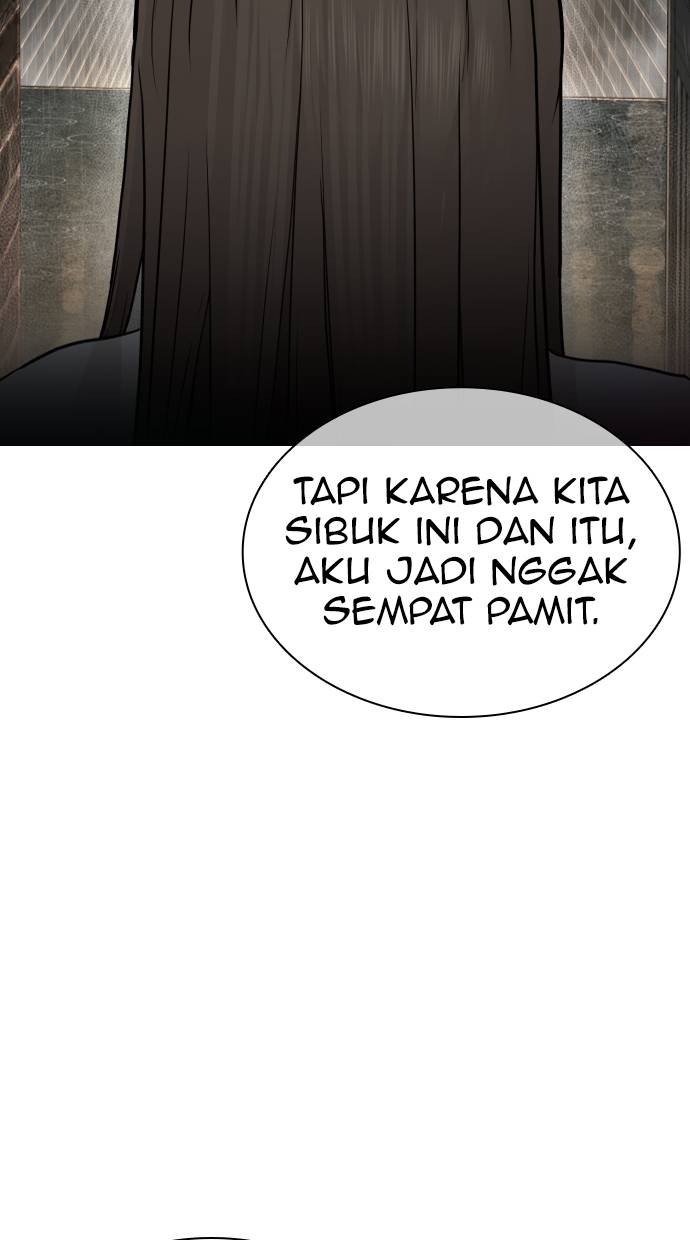 TAPI KARENA KITA
SIBUK INI DAN ITU,
AKU JADI NGGAK
SEMPAT PAMIT.